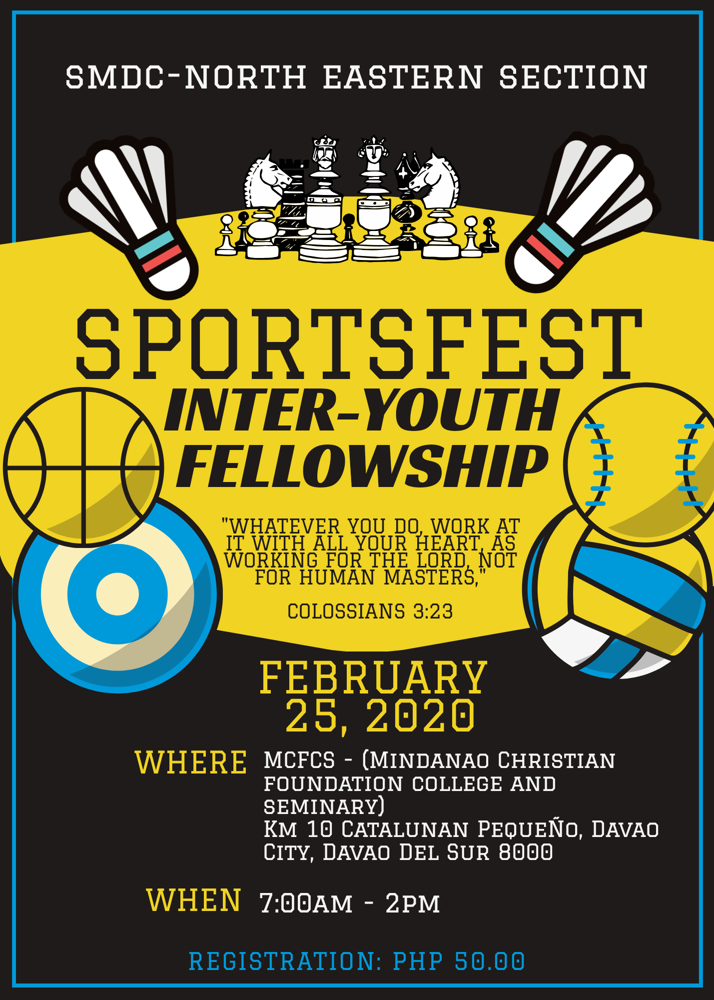 SMDC-NORTH EASTERN SECTION
SPORTSFEST
INTER-YOUTH
FELLOWSHIP
"WHATEVER YOU DO, WORK AT
IT WITH ALL YOUR HEART, AS
WORKING FOR THE LORD, NOT
FOR HUMAN MASTERS,"
COLOSSIANS 3:23
FEBRUARY
25, 2020
WHERE
MCFCS - (Mindanao Christian
foundation college and
seminary)
Km 10 Catalunan PequeÑo, Davao
City, Davao Del Sur 8000
WHEN
7:00am - 2pm
REGISTRATION: PHP 50.00